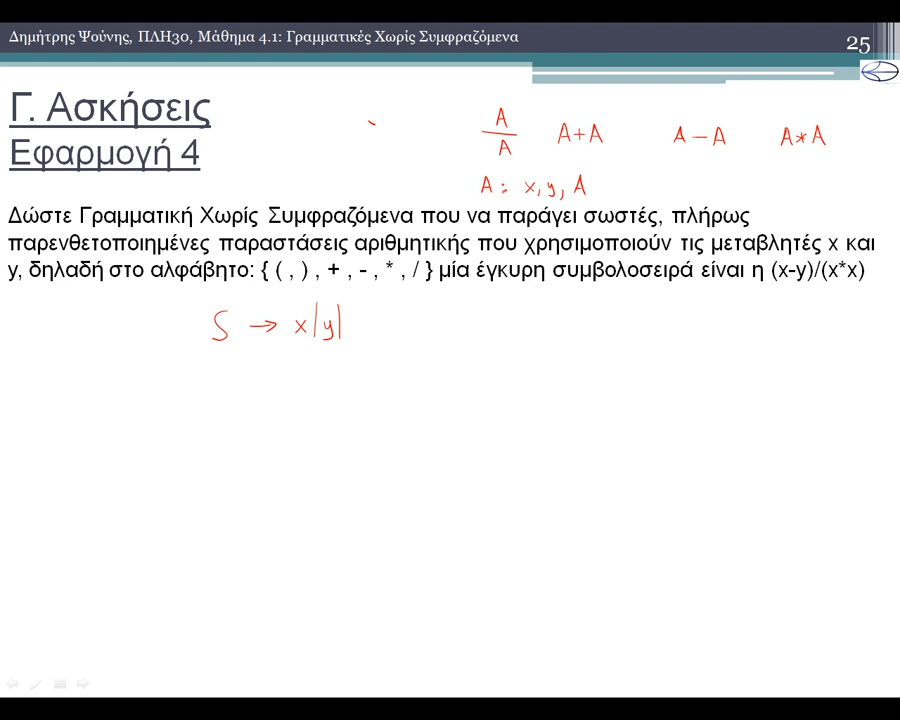 Δημήτρης Ψούνης, ΠΛΗ30, Μάθημα 4.1: Γραμματικές Χωρίς Συμφραζόμενα
25
Γ. Ασκήσεις
Εφαρμογή 4
A/A A+A A-A A*A
A: x, y, A
Δώστε Γραμματική Χωρίς Συμφραζόμενα που να παράγει σωστές, πλήρως
παρενθετοποιημένες παραστάσεις αριθμητικής που χρησιμοποιούν τις μεταβλητές x και
y, δηλαδή στο αλφάβητο: { ( , ) , + , - , * , / } μία έγκυρη συμβολοσειρά είναι η (x-y)/(x*x)
S → x|y|